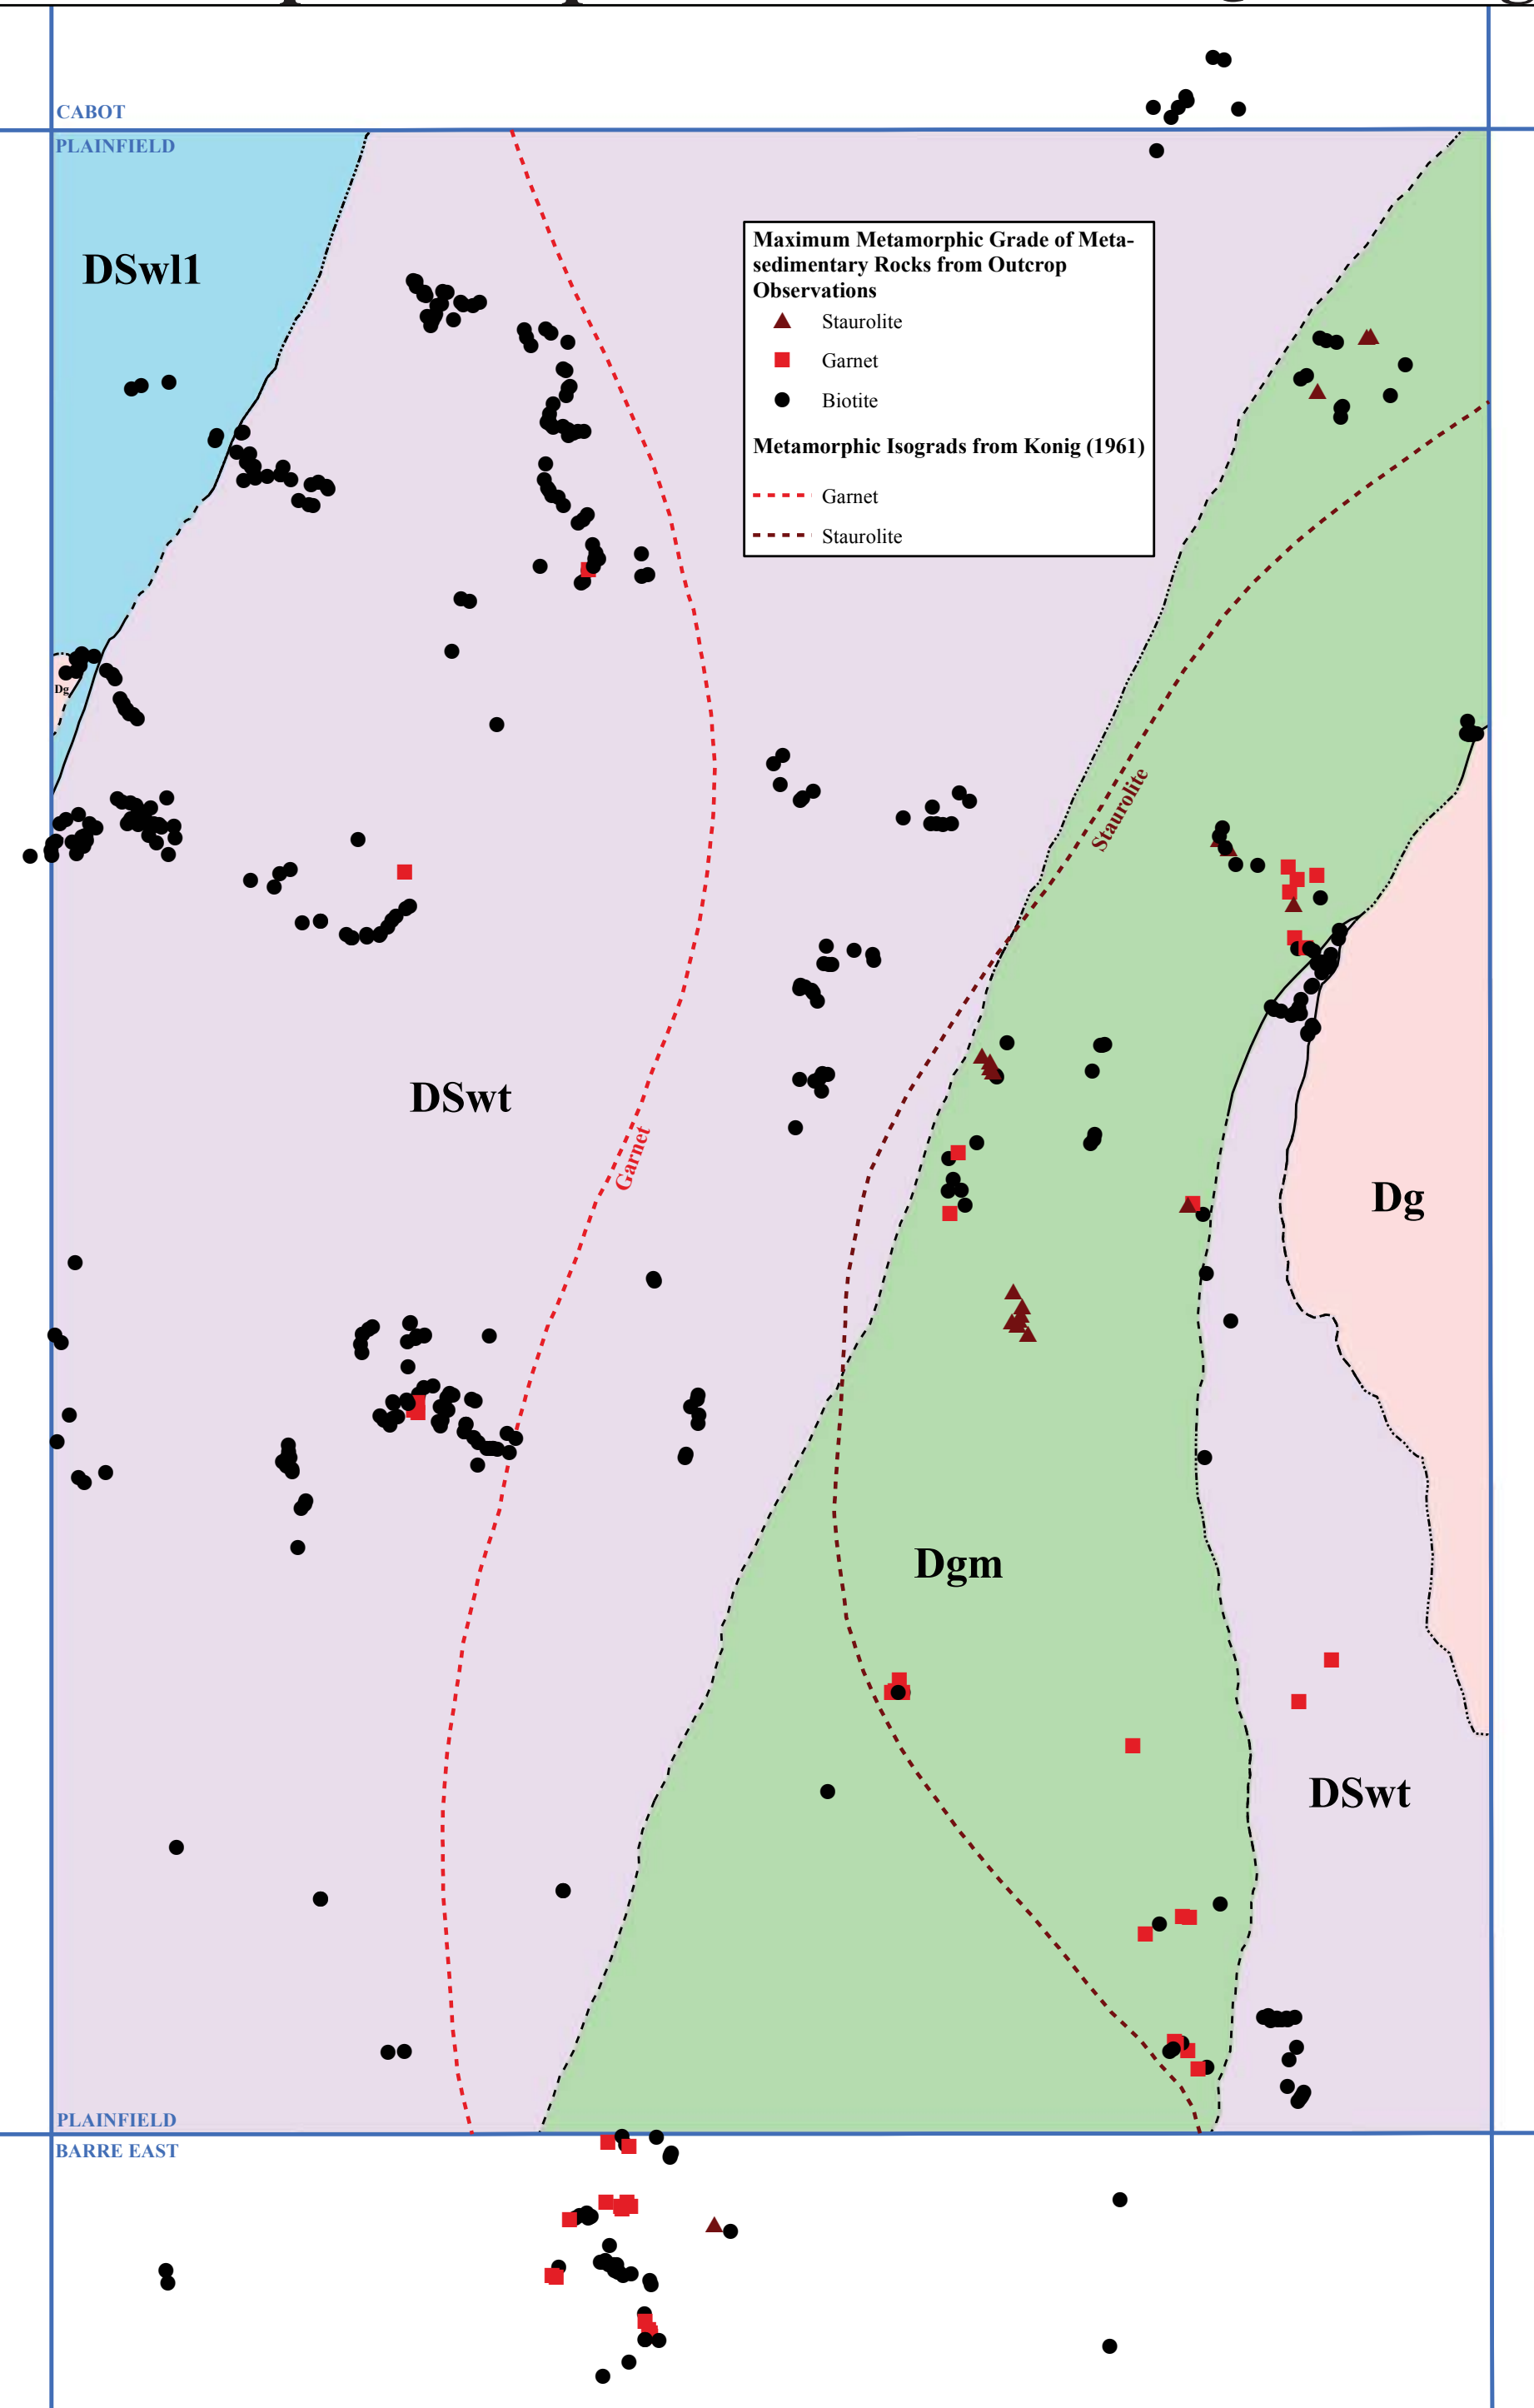 CABOT
PLAINFIELD
DSwl1
Maximum Metamorphic Grade of Meta-
sedimentary Rocks from Outcrop
Observations
Staurolite
Garnet
Biotite
Metamorphic Isograds from Konig (1961)
Garnet
Staurolite
Dg
Staurolite
DSwt
Garnet
Dg
Dgm
DSwt
PLAINFIELD
BARRE EAST